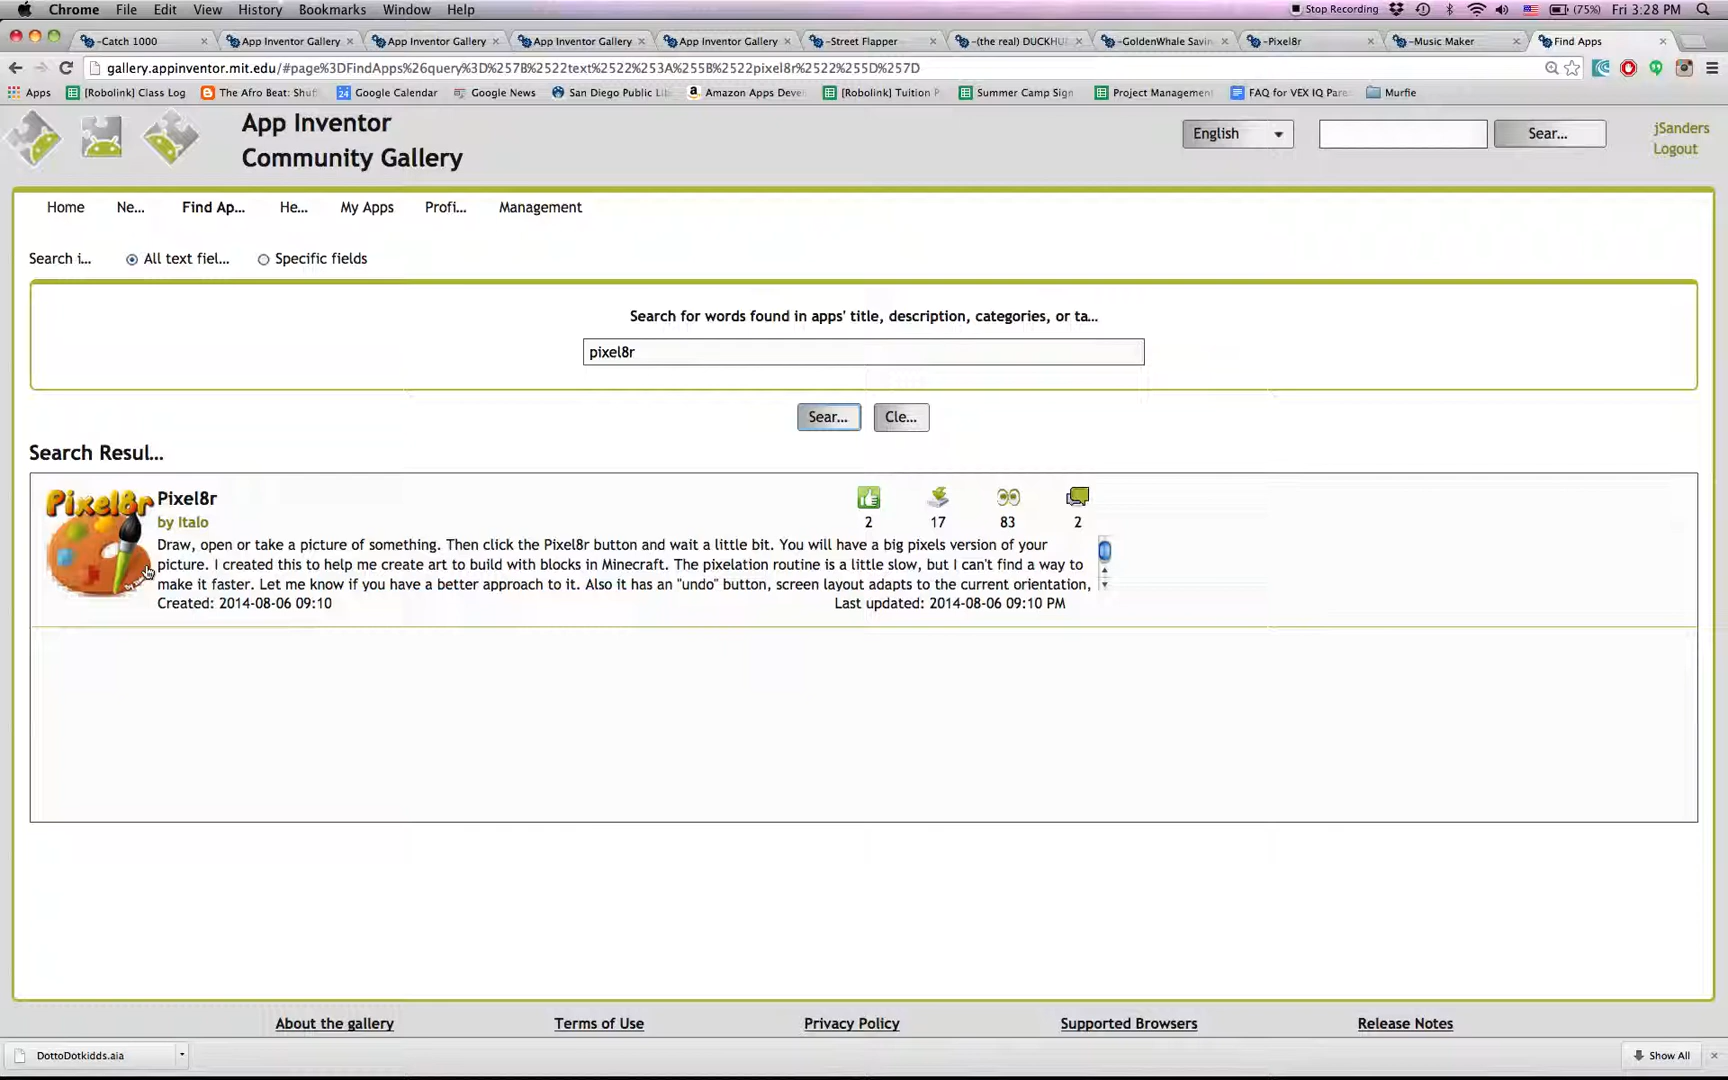 Chrome File Edit View History Bookmarks Window Help Stop Recording (75%) Fri 3:28 PM
~Catch 1000 App Inventor Gallery App Inventor Gallery App Inventor Gallery App Inventor Gallery ~Street Flapper ~(the real) DUCKHU ~GoldenWhale Savin ~Pixel8r ~Music Maker Find Apps
gallery.appinventor.mit.edu/#page%3DFindApps%26query%3D%257B%2522text%2522%253A%255B%2522pixel8r%2522%255D%257D
Apps [Robolink] Class Log The Afro Beat: Shuf Google Calendar Google News San Diego Public Lib Amazon Apps Deve [Robolink] Tuition P Summer Camp Sign Project Management FAQ for VEX IQ Pare Murfie
App Inventor
Community Gallery
English Sear... jSanders
Logout
Home Ne... Find Ap... He... My Apps Profi... Management
Search i... All text fiel... Specific fields
Search for words found in apps' title, description, categories, or ta...
pixel8r
Sear... Cle...
Search Resul...
Pixel8r
Pixel8r
by Italo
2 17 83 2
Draw, open or take a picture of something. Then click the Pixel8r button and wait a little bit. You will have a big pixels version of your
picture. I created this to help me create art to build with blocks in Minecraft. The pixelation routine is a little slow, but I can't find a way to
make it faster. Let me know if you have a better approach to it. Also it has an "undo" button, screen layout adapts to the current orientation,
Created: 2014-08-06 09:10 Last updated: 2014-08-06 09:10 PM
About the gallery Terms of Use Privacy Policy Supported Browsers Release Notes
DottoDotkidds.aia Show All